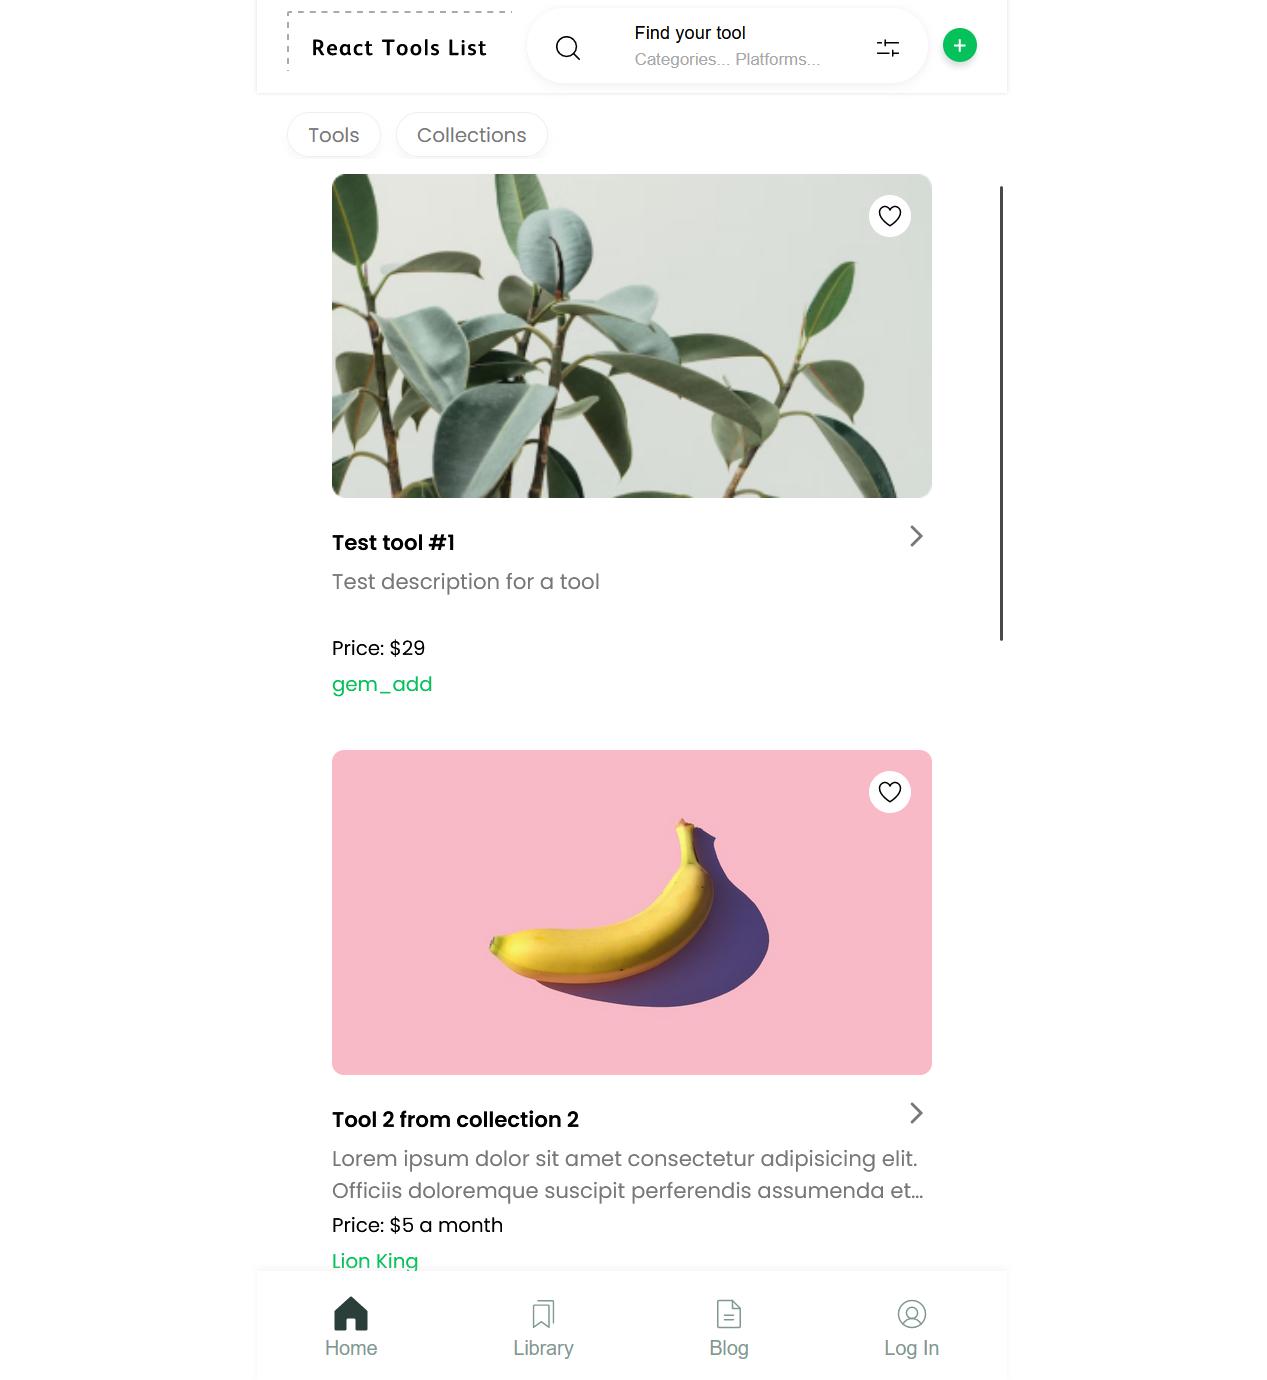 React Tools List
Find your tool
Categories... Platforms...
Tools
Collections
Test tool #1
Test description for a tool
Price: $29
gem_add
Tool 2 from collection 2
Lorem ipsum dolor sit amet consectetur adipisicing elit.
Officiis doloremque suscipit perferendis assumenda et...
Price: $5 a month
Lion King
Home
Library
Blog
Log In